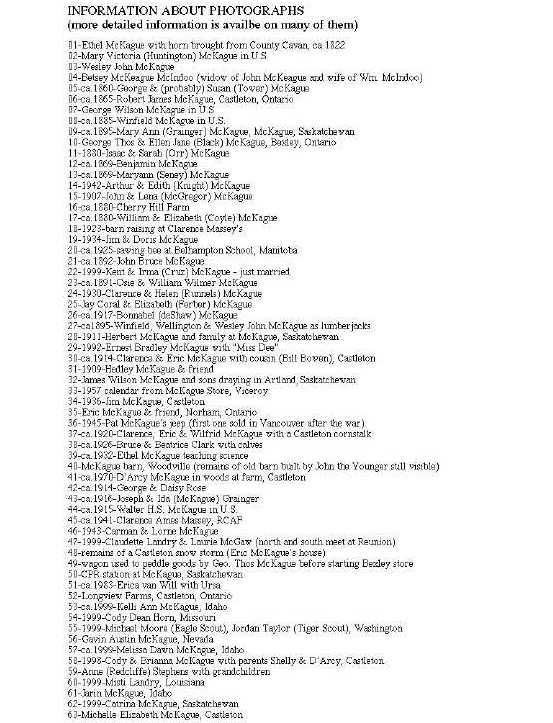 INFORMATION ABOUT PHOTOGRAPHS
(more detailed information is availbe on many of them)
01-Ethel McKague with horn brought from County Cavan, ca 1822
02-Mary Victoria (Huntington) McKague in U.S
03-Wesley John McKague
04-Betsey McKeague McIndoo (widow of John McKeague and wife of Wm. McIndoo)
05-ca.1860-George & (probably) Susan (Tower) McKague
06-ca.1865-Robert James McKague, Castleton, Ontario
07-George Wilson McKague in U.S
08-ca.1885-Winfield McKague in U.S.
09-ca.1895-Mary Ann (Grainger) McKague, McKague, Saskatchewan
10-George Thos & Ellen Jane (Black) McKague, Bexley, Ontario
11-1880-Isaac & Sarah (Orr) McKague
12-ca.1869-Benjamin McKague
13-ca.1869-Maryann (Seney) McKague
14-1942-Arthur & Edith (Knight) McKague
15-1907-John & Lena (McGregor) McKague
16-ca.1880-Cherry Hill Farm
17-ca.1880-William & Elizabeth (Coyle) McKague
18-1923-barn raising at Clarence Massey's
19-1934-Jim & Doris McKague
20-ca.1925-sawing bee at Belhampton School, Manitoba
21-ca.1892-John Bruce McKague
22-1999-Kent & Irma (Cruz) McKague - just married
23-ca.1891-Osie & William Wilmer McKague
24-1930-Clarence & Helen (Runnels) McKague
25-Jay Coral & Elizabeth (Ferber) McKague
26-ca.1917-Bonnabel (deShaw) McKague
27-ca1895-Winfield, Wellington & Wesley John McKague as lumberjacks
28-1911-Herbert McKague and family at McKague, Saskatchewan
29-1992-Ernest Bradley McKague with "Miss Dee"
30-ca.1914-Clarence & Eric McKague with cousin (Bill Bowen), Castleton
31-1909-Hedley McKague & friend
32-James Wilson McKague and sons draying in Artland, Saskatchewan
33-1957 calendar from McKague Store, Viceroy
34-1936-Jim McKague, Castleton
35-Eric McKague & friend, Norham, Ontario
36-1945-Pat McKague's jeep (first one sold in Vancouver after the war)
37-ca.1920-Clarence, Eric & Wilfrid McKague with a Castleton cornstalk
38-ca.1926-Bruce & Beatrice Clark with calves
39-ca.1932-Ethel McKague teaching science
40-McKague barn, Woodville (remains of old barn built by John the Younger still visible)
41-ca.1970-D'Arcy McKague in woods at farm, Castleton
42-ca.1914-George & Daisy Rose
43-ca.1916-Joseph & Ida (McKague) Grainger
44-ca.1915-Walter H.S. McKague in U.S.
45-ca.1941-Clarence Ames Massey, RCAF
46-1943-Carman & Lorne McKague
47-1999-Claudette Landry & Laurie McGaw (north and south meet at Reunion)
48-remains of a Castleton snow storm (Eric McKague's house)
49-wagon used to peddle goods by Geo. Thos McKague before starting Bexley store
50-CPR station at McKague, Saskatchewan
51-ca.1983-Erica van Will with Ursa
52-Longview Farms, Castleton, Ontario
53-ca.1999-Kelli Ann McKague, Idaho
54-1999-Cody Dean Horn, Missouri
55-1999-Michael Moore (Eagle Scout), Jordan Taylor (Tiger Scout), Washington
56-Gavin Austin McKague, Nevada
57-ca.1999-Melissa Dawn McKague, Idaho
58-1998-Cody & Brianna McKague with parents Shelly & D'Arcy, Castleton
59-Anne (Redcliffe) Stephens with grandchildren
60-1999-Misti Landry, Louisiana
61-Jarin McKague, Idaho
62-1999-Catrina McKague, Saskatchewan
63-Michelle Elizabeth McKague, Castleton